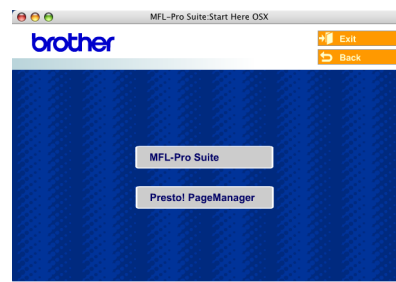 MFL-Pro Suite:Start Here OSX
brother
Exit
Back
MFL-Pro Suite
Presto! PageManager